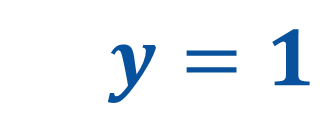 y = 1